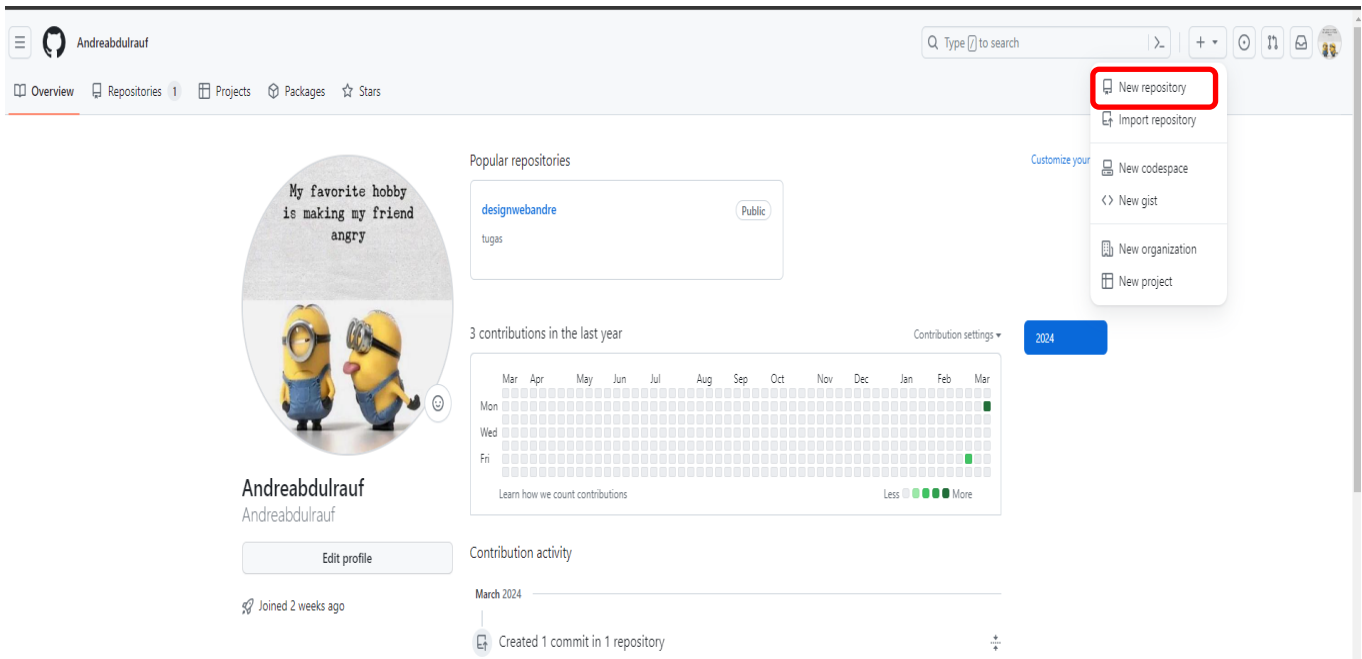 Andreabdulrauf
Type / to search
Overview
Repositories 1
Projects
Packages
Stars
New repository
Import repository
New codespace
New gist
New organization
New project
My favorite hobby
is making my friend
angry
Andreabdulrauf
Andreabdulrauf
Edit profile
Joined 2 weeks ago
Popular repositories
Customize your
designwebandre
Public
tugas
3 contributions in the last year
Contribution settings
2024
Mar Apr May Jun Jul Aug Sep Oct Nov Dec Jan Feb Mar
Mon
Wed
Fri
Learn how we count contributions
Less More
Contribution activity
March 2024
Created 1 commit in 1 repository